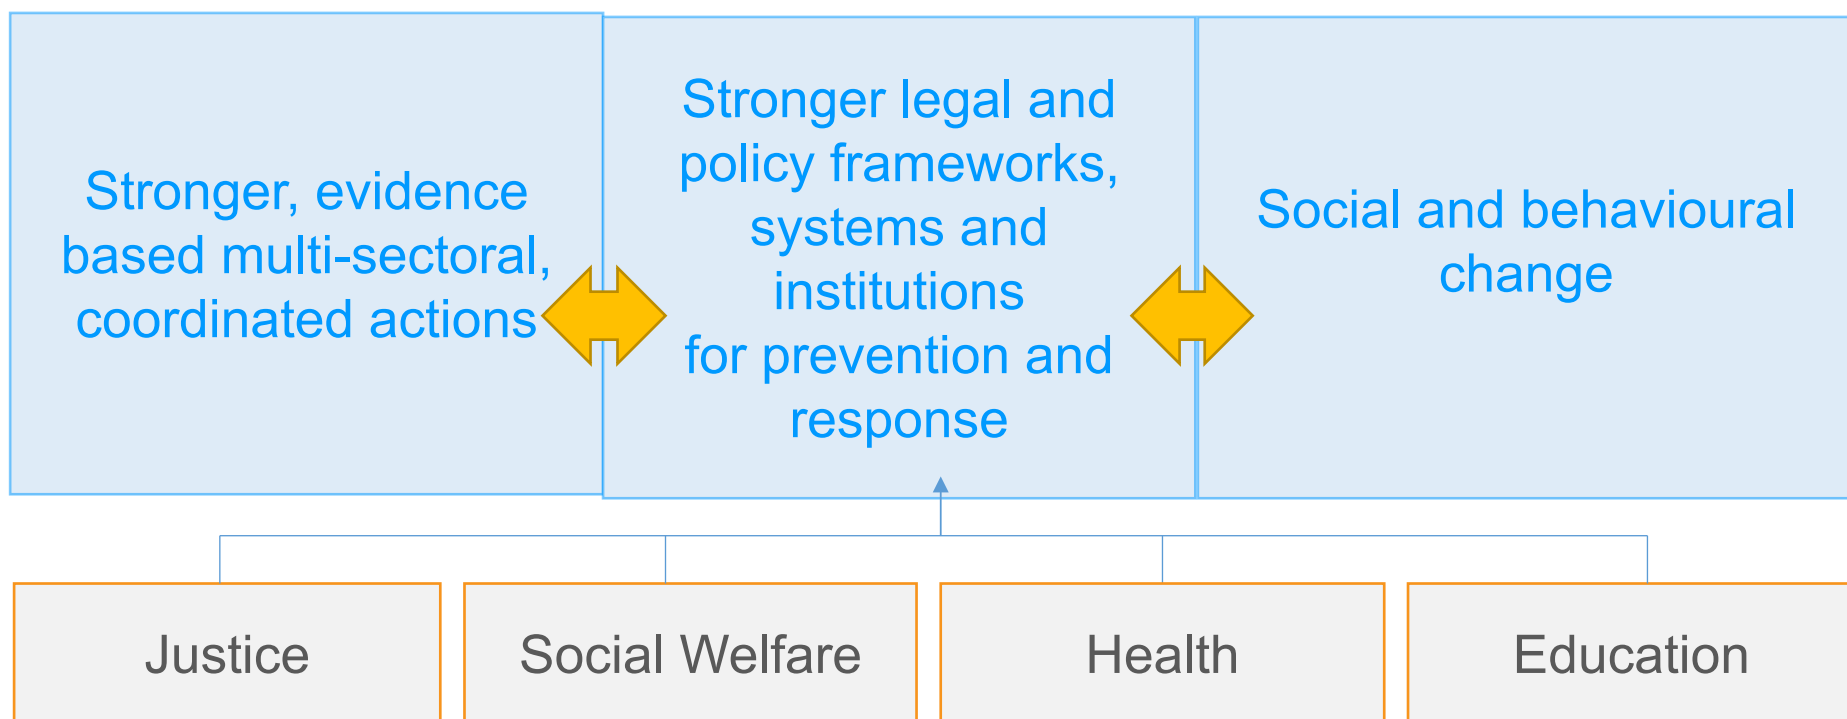 Stronger, evidence
based multi-sectoral,
coordinated actions
Stronger legal and
policy frameworks,
systems and
institutions
for prevention and
response
Social and behavioural
change
Justice
Social Welfare
Health
Education